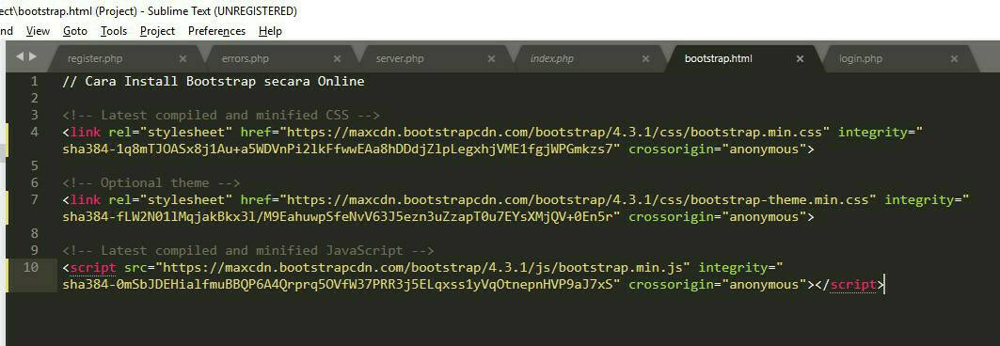 ect\bootstrap.html (Project) - Sublime Text (UNREGISTERED)
nd View Goto Tools Project Preferences Help
register.php × errors.php × server.php × index.php × bootstrap.html × login.php ×
1 // Cara Install Bootstrap secara Online
2
3 <!-- Latest compiled and minified CSS -->
4 <link rel="stylesheet" href="https://maxcdn.bootstrapcdn.com/bootstrap/4.3.1/css/bootstrap.min.css" integrity="
sha384-1q8mTJOASx8j1Au+a5WDVnPi2lkFfwwEAa8hDDdjZlpLegxhjVME1fgjWPGmkzs7" crossorigin="anonymous">
5
6 <!-- Optional theme -->
7 <link rel="stylesheet" href="https://maxcdn.bootstrapcdn.com/bootstrap/4.3.1/css/bootstrap-theme.min.css" integrity="
sha384-fLW2N01lMqjakBkx3l/M9EahuwpSfeNvV63J5ezn3uZzapT0u7EYsXMjQV+0En5r" crossorigin="anonymous">
8
9 <!-- Latest compiled and minified JavaScript -->
10 <script src="https://maxcdn.bootstrapcdn.com/bootstrap/4.3.1/js/bootstrap.min.js" integrity="
sha384-0mSbJDEHialfmuBBQP6A4Qrprq5OVfW37PRR3j5ELqxss1yVqOtnepnHVP9aJ7xS" crossorigin="anonymous"></script>